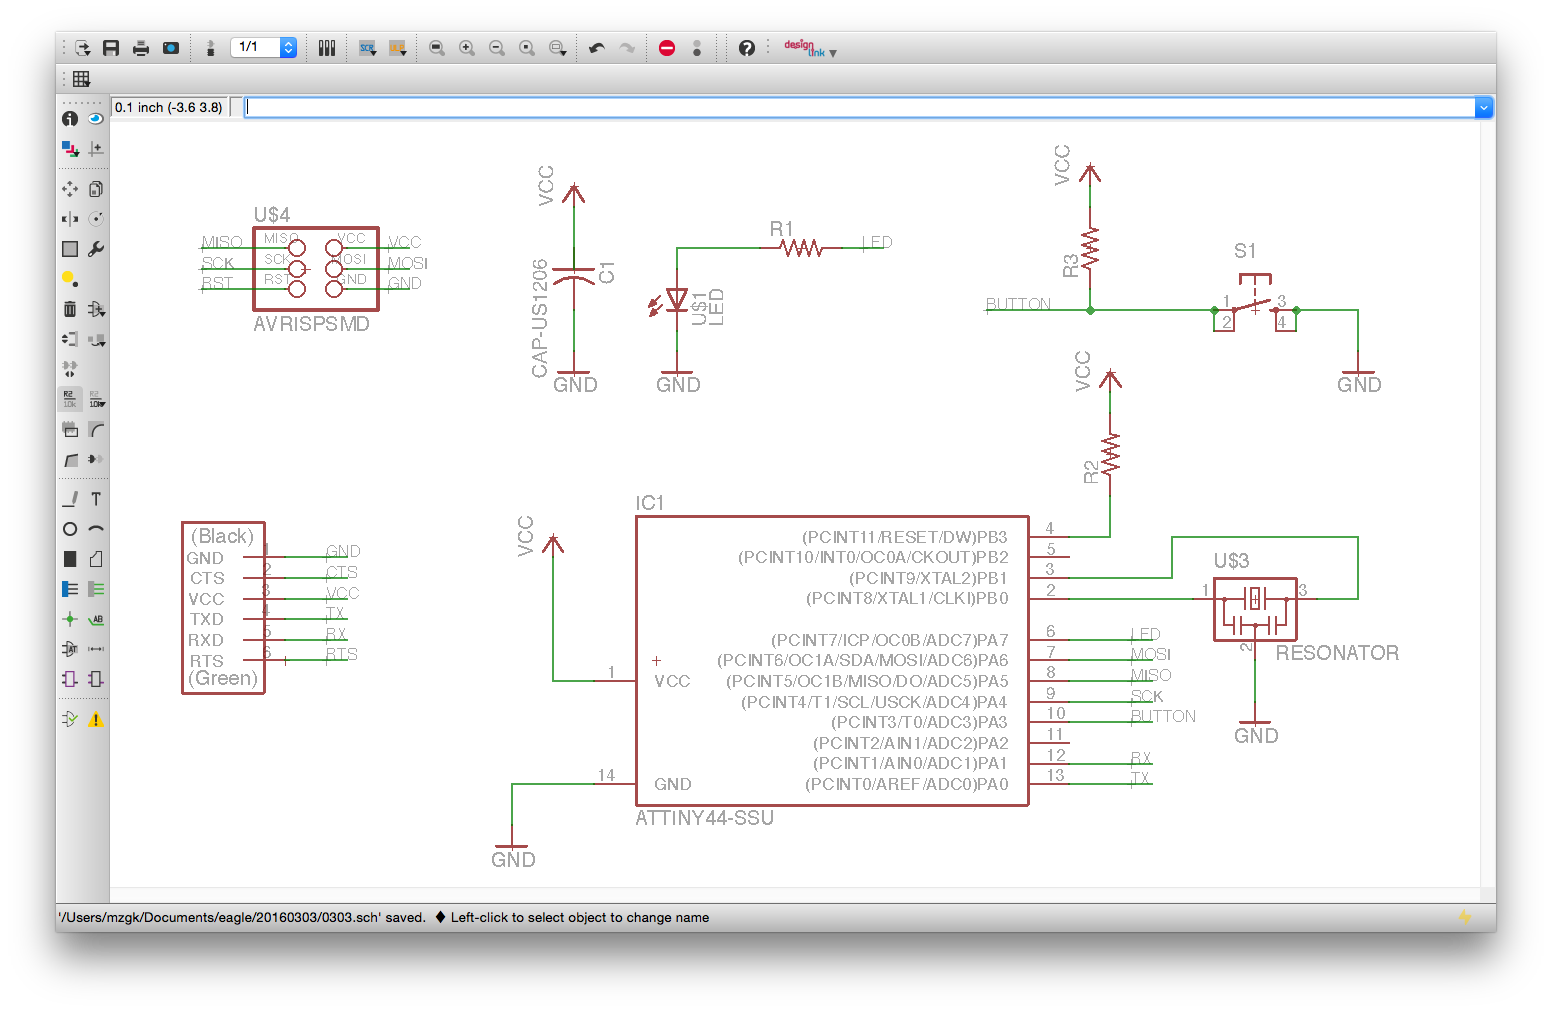 1/1
SCR
ULP
design
link
0.1 inch (-3.6 3.8)
R2
10k
10k
T
AB
U$4
MISO MISO VCC VCC
SCK SCK MOSI MOSI
RST RST GND GND
AVRISPSMD
VCC
C1
CAP-US1206
GND
R1
LED
U$1
LED
GND
VCC
R3
BUTTON
S1
1 3
2 4
GND
VCC
R2
(Black)
GND 1 GND
CTS 2 CTS
VCC 3 VCC
TXD 4 TX
RXD 5 RX
RTS 6 RTS
(Green)
VCC
IC1
(PCINT11/RESET/DW)PB3 4
(PCINT10/INT0/OC0A/CKOUT)PB2 5
(PCINT9/XTAL2)PB1 3
(PCINT8/XTAL1/CLKI)PB0 2
(PCINT7/ICP/OC0B/ADC7)PA7 6 LED
(PCINT6/OC1A/SDA/MOSI/ADC6)PA6 7 MOSI
1 VCC (PCINT5/OC1B/MISO/DO/ADC5)PA5 8 MISO
(PCINT4/T1/SCL/USCK/ADC4)PA4 9 SCK
(PCINT3/T0/ADC3)PA3 10 BUTTON
(PCINT2/AIN1/ADC2)PA2 11
(PCINT1/AIN0/ADC1)PA1 12 RX
14 GND (PCINT0/AREF/ADC0)PA0 13 TX
ATTINY44-SSU
GND
U$3
1 3
2
RESONATOR
GND
'/Users/mzgk/Documents/eagle/20160303/0303.sch' saved. ♦ Left-click to select object to change name